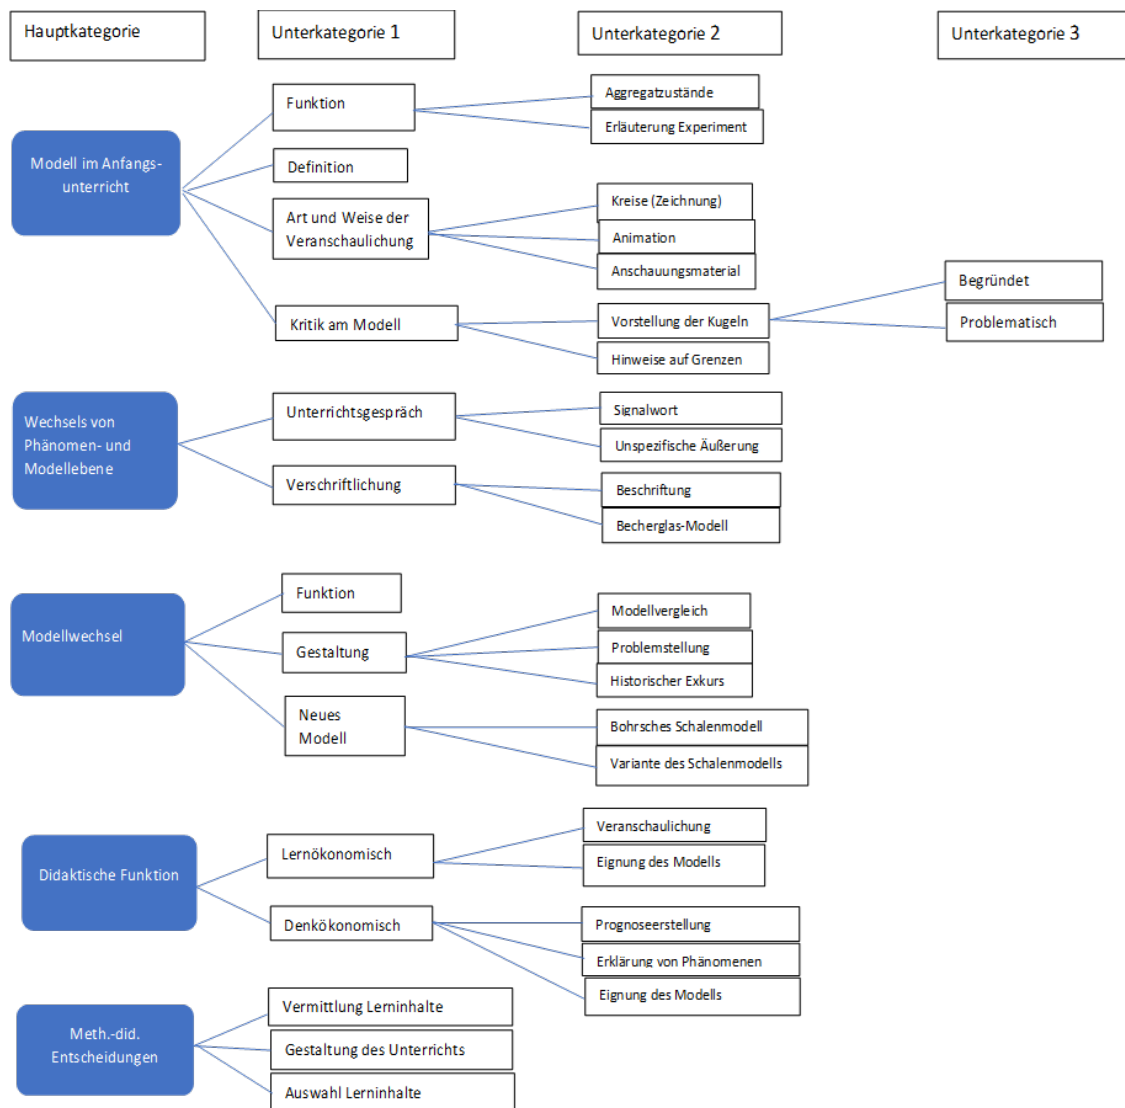 Hauptkategorie
Unterkategorie 1
Unterkategorie 2
Unterkategorie 3
Modell im Anfangs-
unterricht
Funktion
Aggregatzustände
Erläuterung Experiment
Definition
Art und Weise der
Veranschaulichung
Kreise (Zeichnung)
Animation
Anschauungsmaterial
Kritik am Modell
Vorstellung der Kugeln
Hinweise auf Grenzen
Begründet
Problematisch
Wechsels von
Phänomen- und
Modellebene
Unterrichtsgespräch
Signalwort
Unspezifische Äußerung
Verschriftlichung
Beschriftung
Becherglas-Modell
Modellwechsel
Funktion
Gestaltung
Modellvergleich
Problemstellung
Historischer Exkurs
Neues
Modell
Bohrsches Schalenmodell
Variante des Schalenmodells
Didaktische Funktion
Lernökonomisch
Veranschaulichung
Eignung des Modells
Denkökonomisch
Prognoseerstellung
Erklärung von Phänomenen
Eignung des Modells
Meth.-did.
Entscheidungen
Vermittlung Lerninhalte
Gestaltung des Unterrichts
Auswahl Lerninhalte